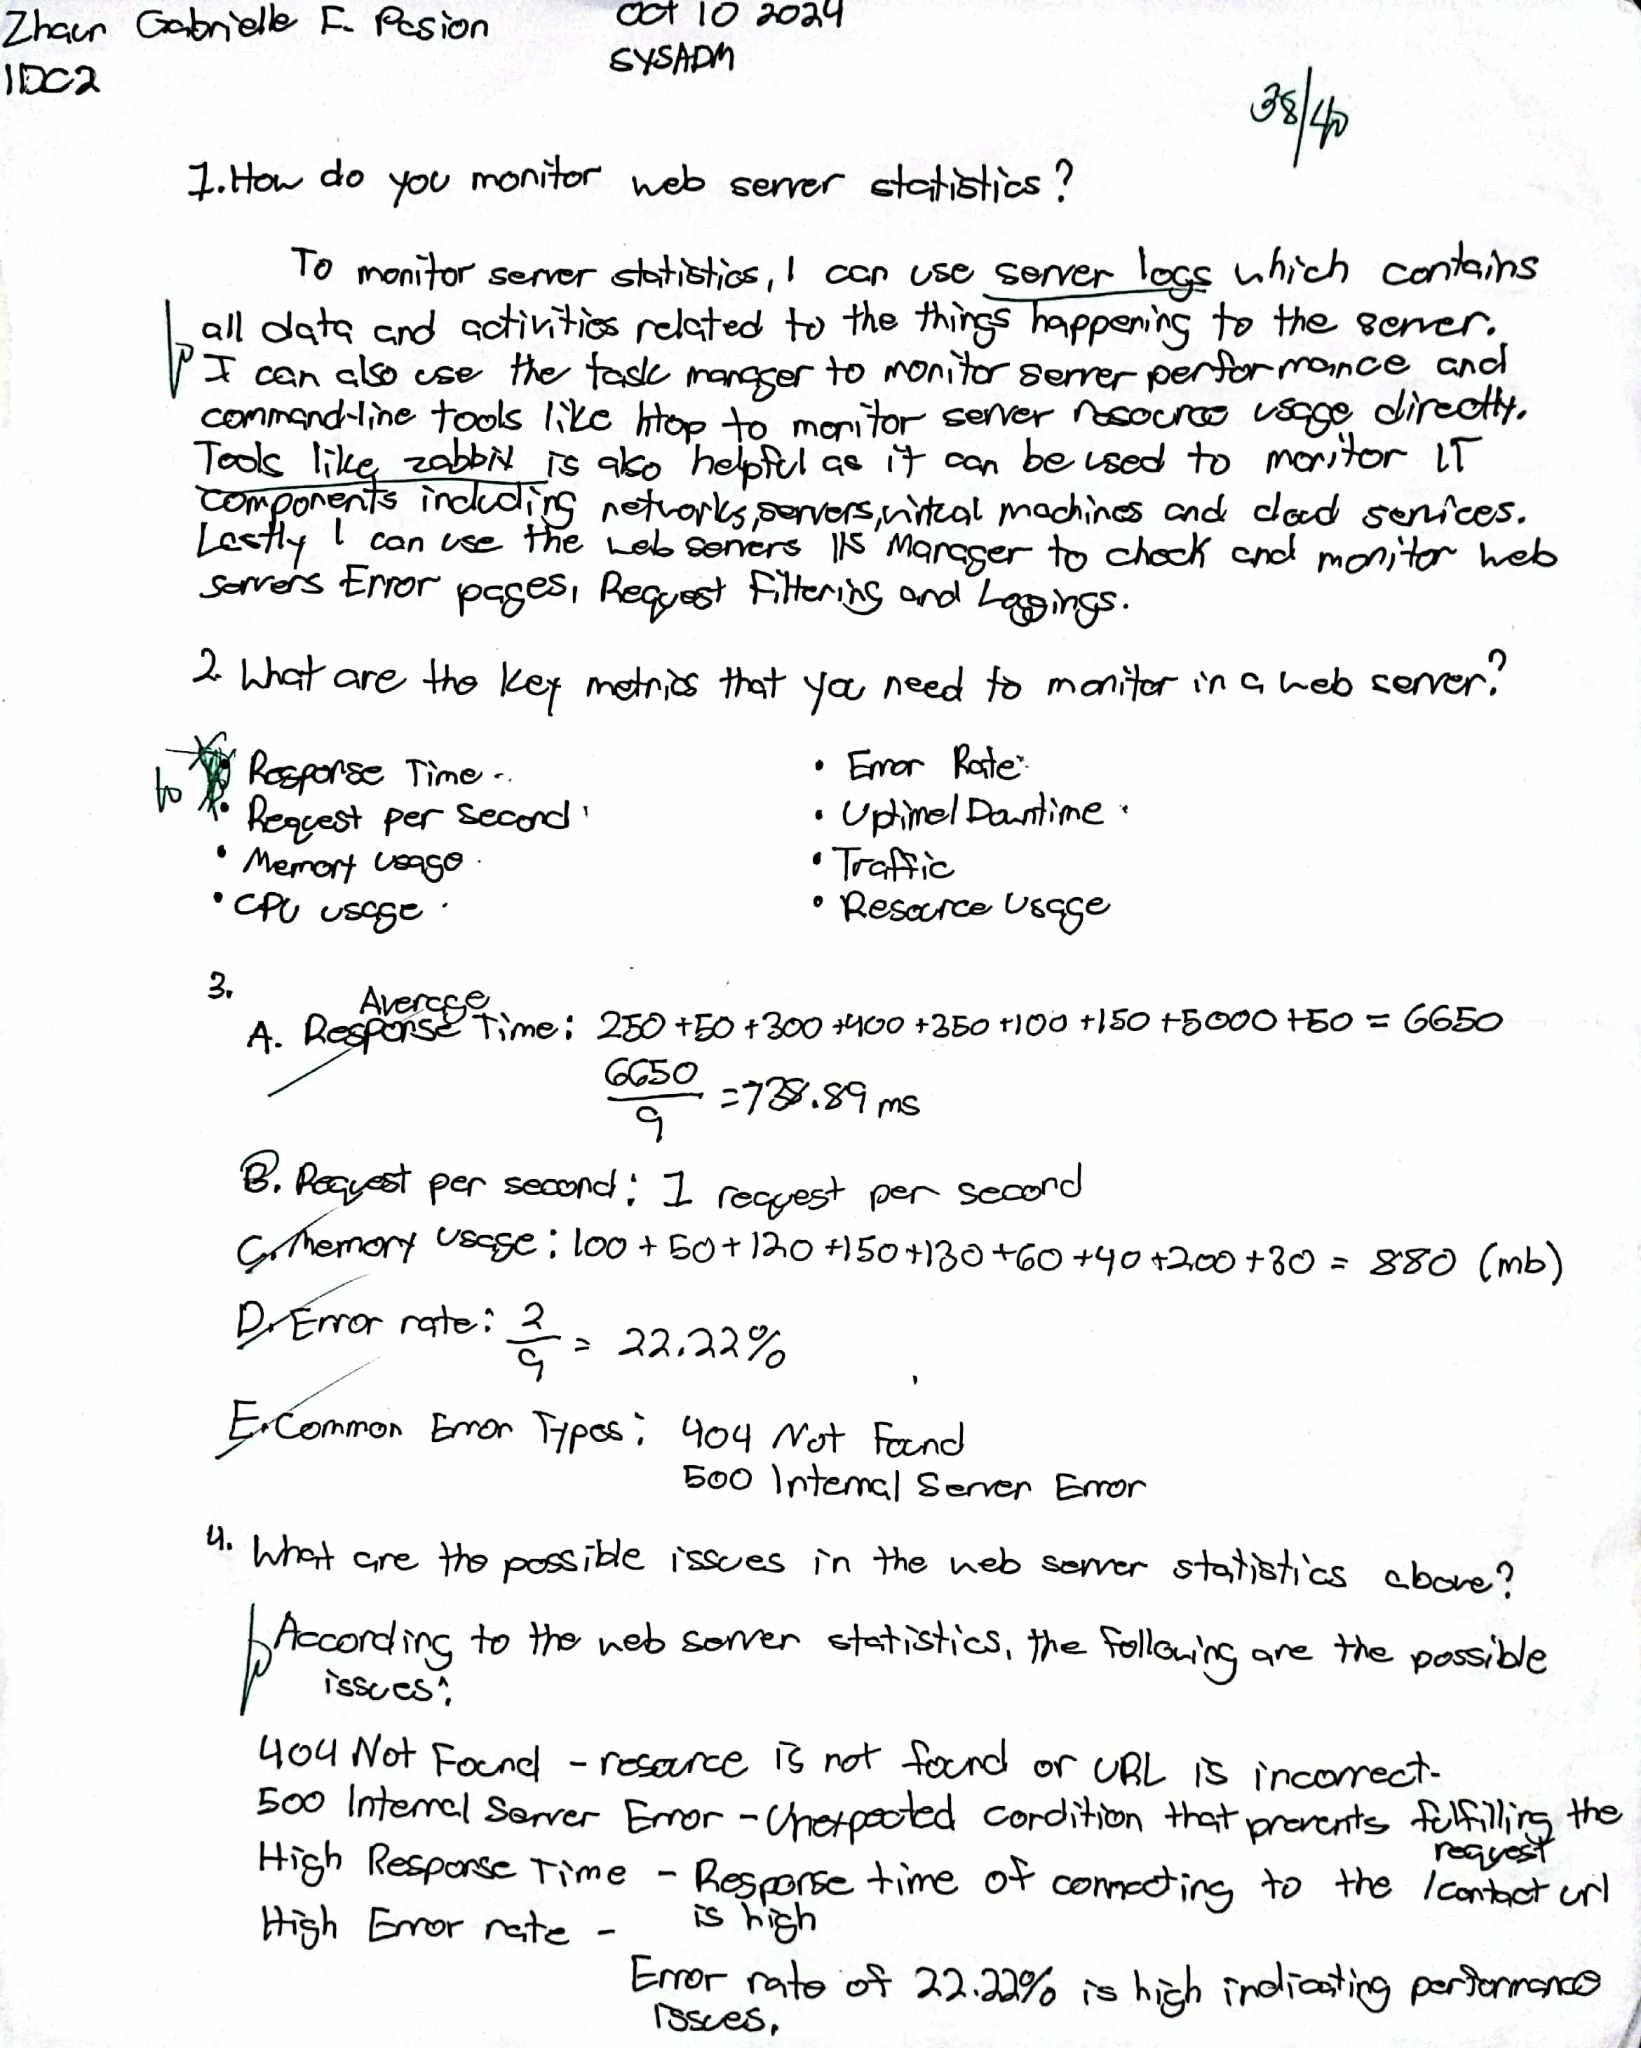 Zhaun Gabrielle F. Pasion
Oct 10 2024
1DC2
SYSADM
38/40
1. How do you monitor web server statistics?
To monitor server statistics, I can use server logs which contains
all data and activities related to the things happening to the server.
I can also use the task manager to monitor server performance and
command-line tools like htop to monitor server resource usage directly.
Tools like zabbix is also helpful as it can be used to monitor IT
components including networks, servers, virtual machines and cloud services.
Lastly I can use the web servers IIS Manager to check and monitor web
servers Error pages, Request Filtering and Loggings.
2. What are the key metrics that you need to monitor in a web server?
10
• Response Time
• Request per second
• Memory usage
• CPU usage
• Error Rate
• Uptime/Downtime
• Traffic
• Resource Usage
3.
A. Average Response Time: 250 + 50 + 300 + 400 + 350 + 100 + 150 + 5000 + 50 = 6650
6650
9
= 738.89 ms
B. Request per second: 1 request per second
C. Memory usage: 100 + 50 + 120 + 150 + 130 + 60 + 40 + 200 + 30 = 880 (mb)
D. Error rate: 2/9 = 22.22%
E. Common Error Types: 404 Not Found
500 Internal Server Error
4. What are the possible issues in the web server statistics above?
According to the web server statistics, the following are the possible
issues:
404 Not Found - resource is not found or URL is incorrect.
500 Internal Server Error - Unexpected condition that prevents fulfilling the
request
High Response Time - Response time of connecting to the /contact url
is high
High Error rate -
Error rate of 22.22% is high indicating performance
issues.